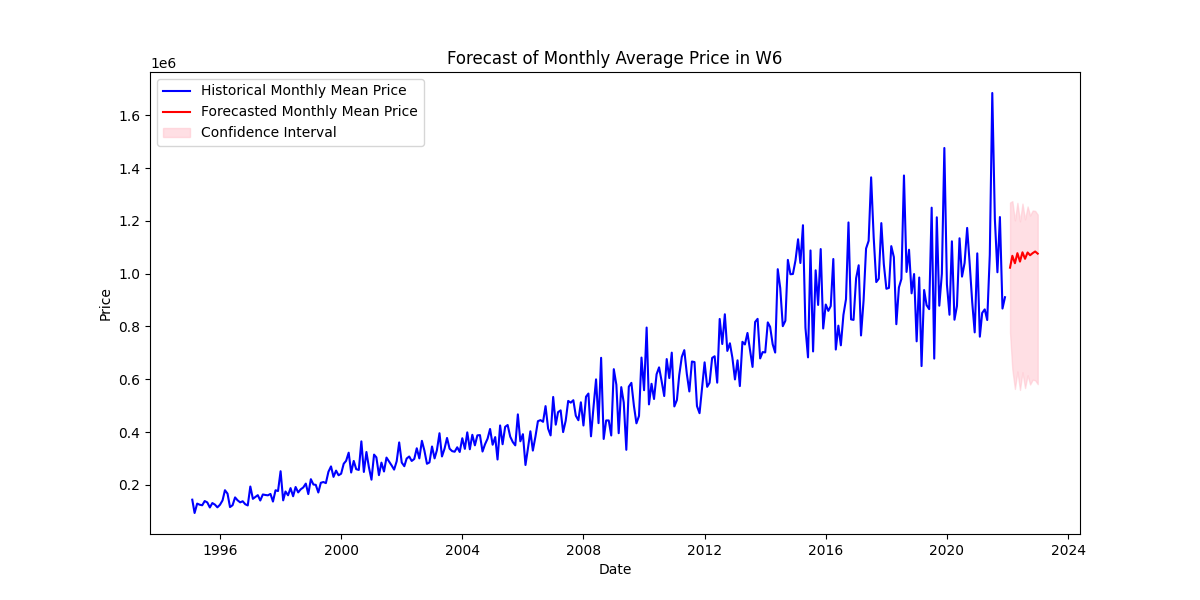 Forecast of Monthly Average Price in W6
1e6
Historical Monthly Mean Price
Forecasted Monthly Mean Price
Confidence Interval
1.6
1.4
1.2
1.0
0.8
0.6
0.4
0.2
Price
1996 2000 2004 2008 2012 2016 2020 2024
Date